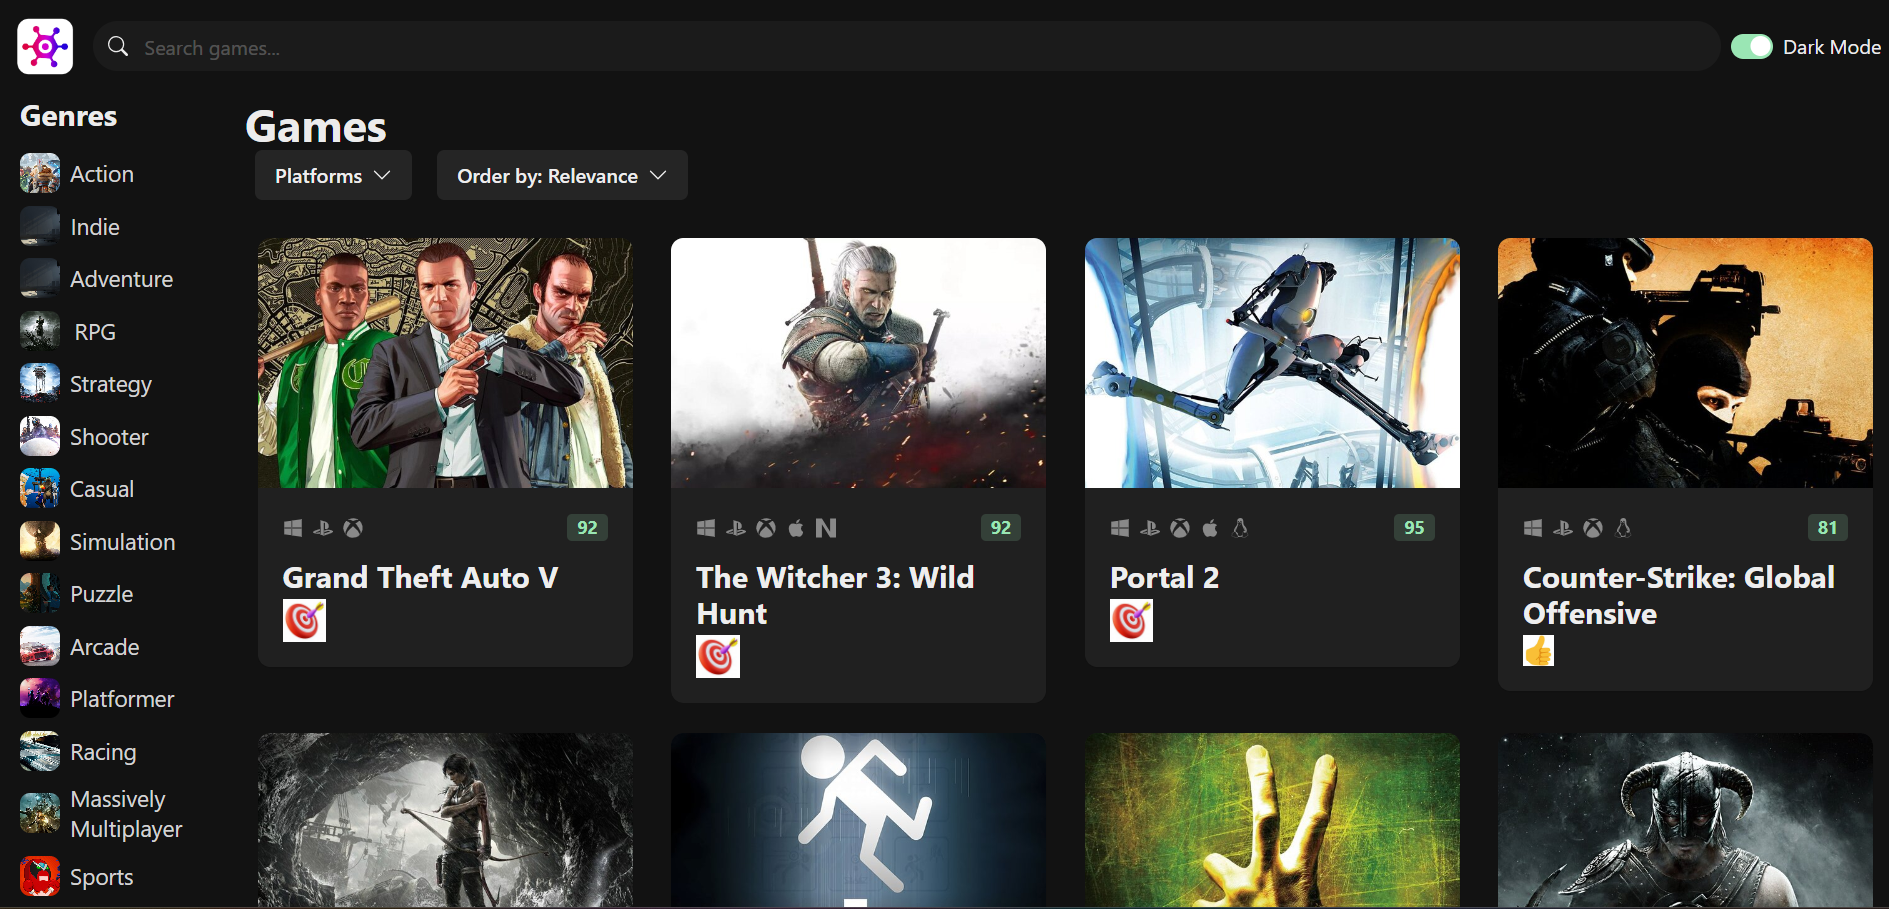 Search games...
Dark Mode
Genres
Action
Indie
Adventure
RPG
Strategy
Shooter
Casual
Simulation
Puzzle
Arcade
Platformer
Racing
Massively
Multiplayer
Sports
Games
Platforms
Order by: Relevance
92
Grand Theft Auto V
92
The Witcher 3: Wild
Hunt
95
Portal 2
81
Counter-Strike: Global
Offensive